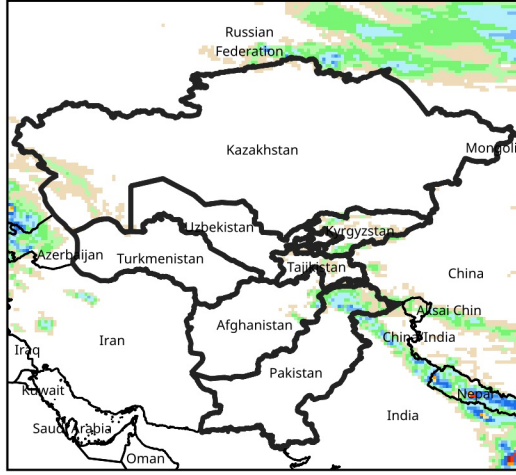 Russian
Federation
Kazakhstan
Mongoli
Uzbekistan
Kyrgyzstan
Azerbaijan
Turkmenistan
Tajikistan
China
Aksai Chin
Afghanistan
China/India
Iran
Iraq
Pakistan
Kuwait
Nepal
India
Saudi Arabia
Oman